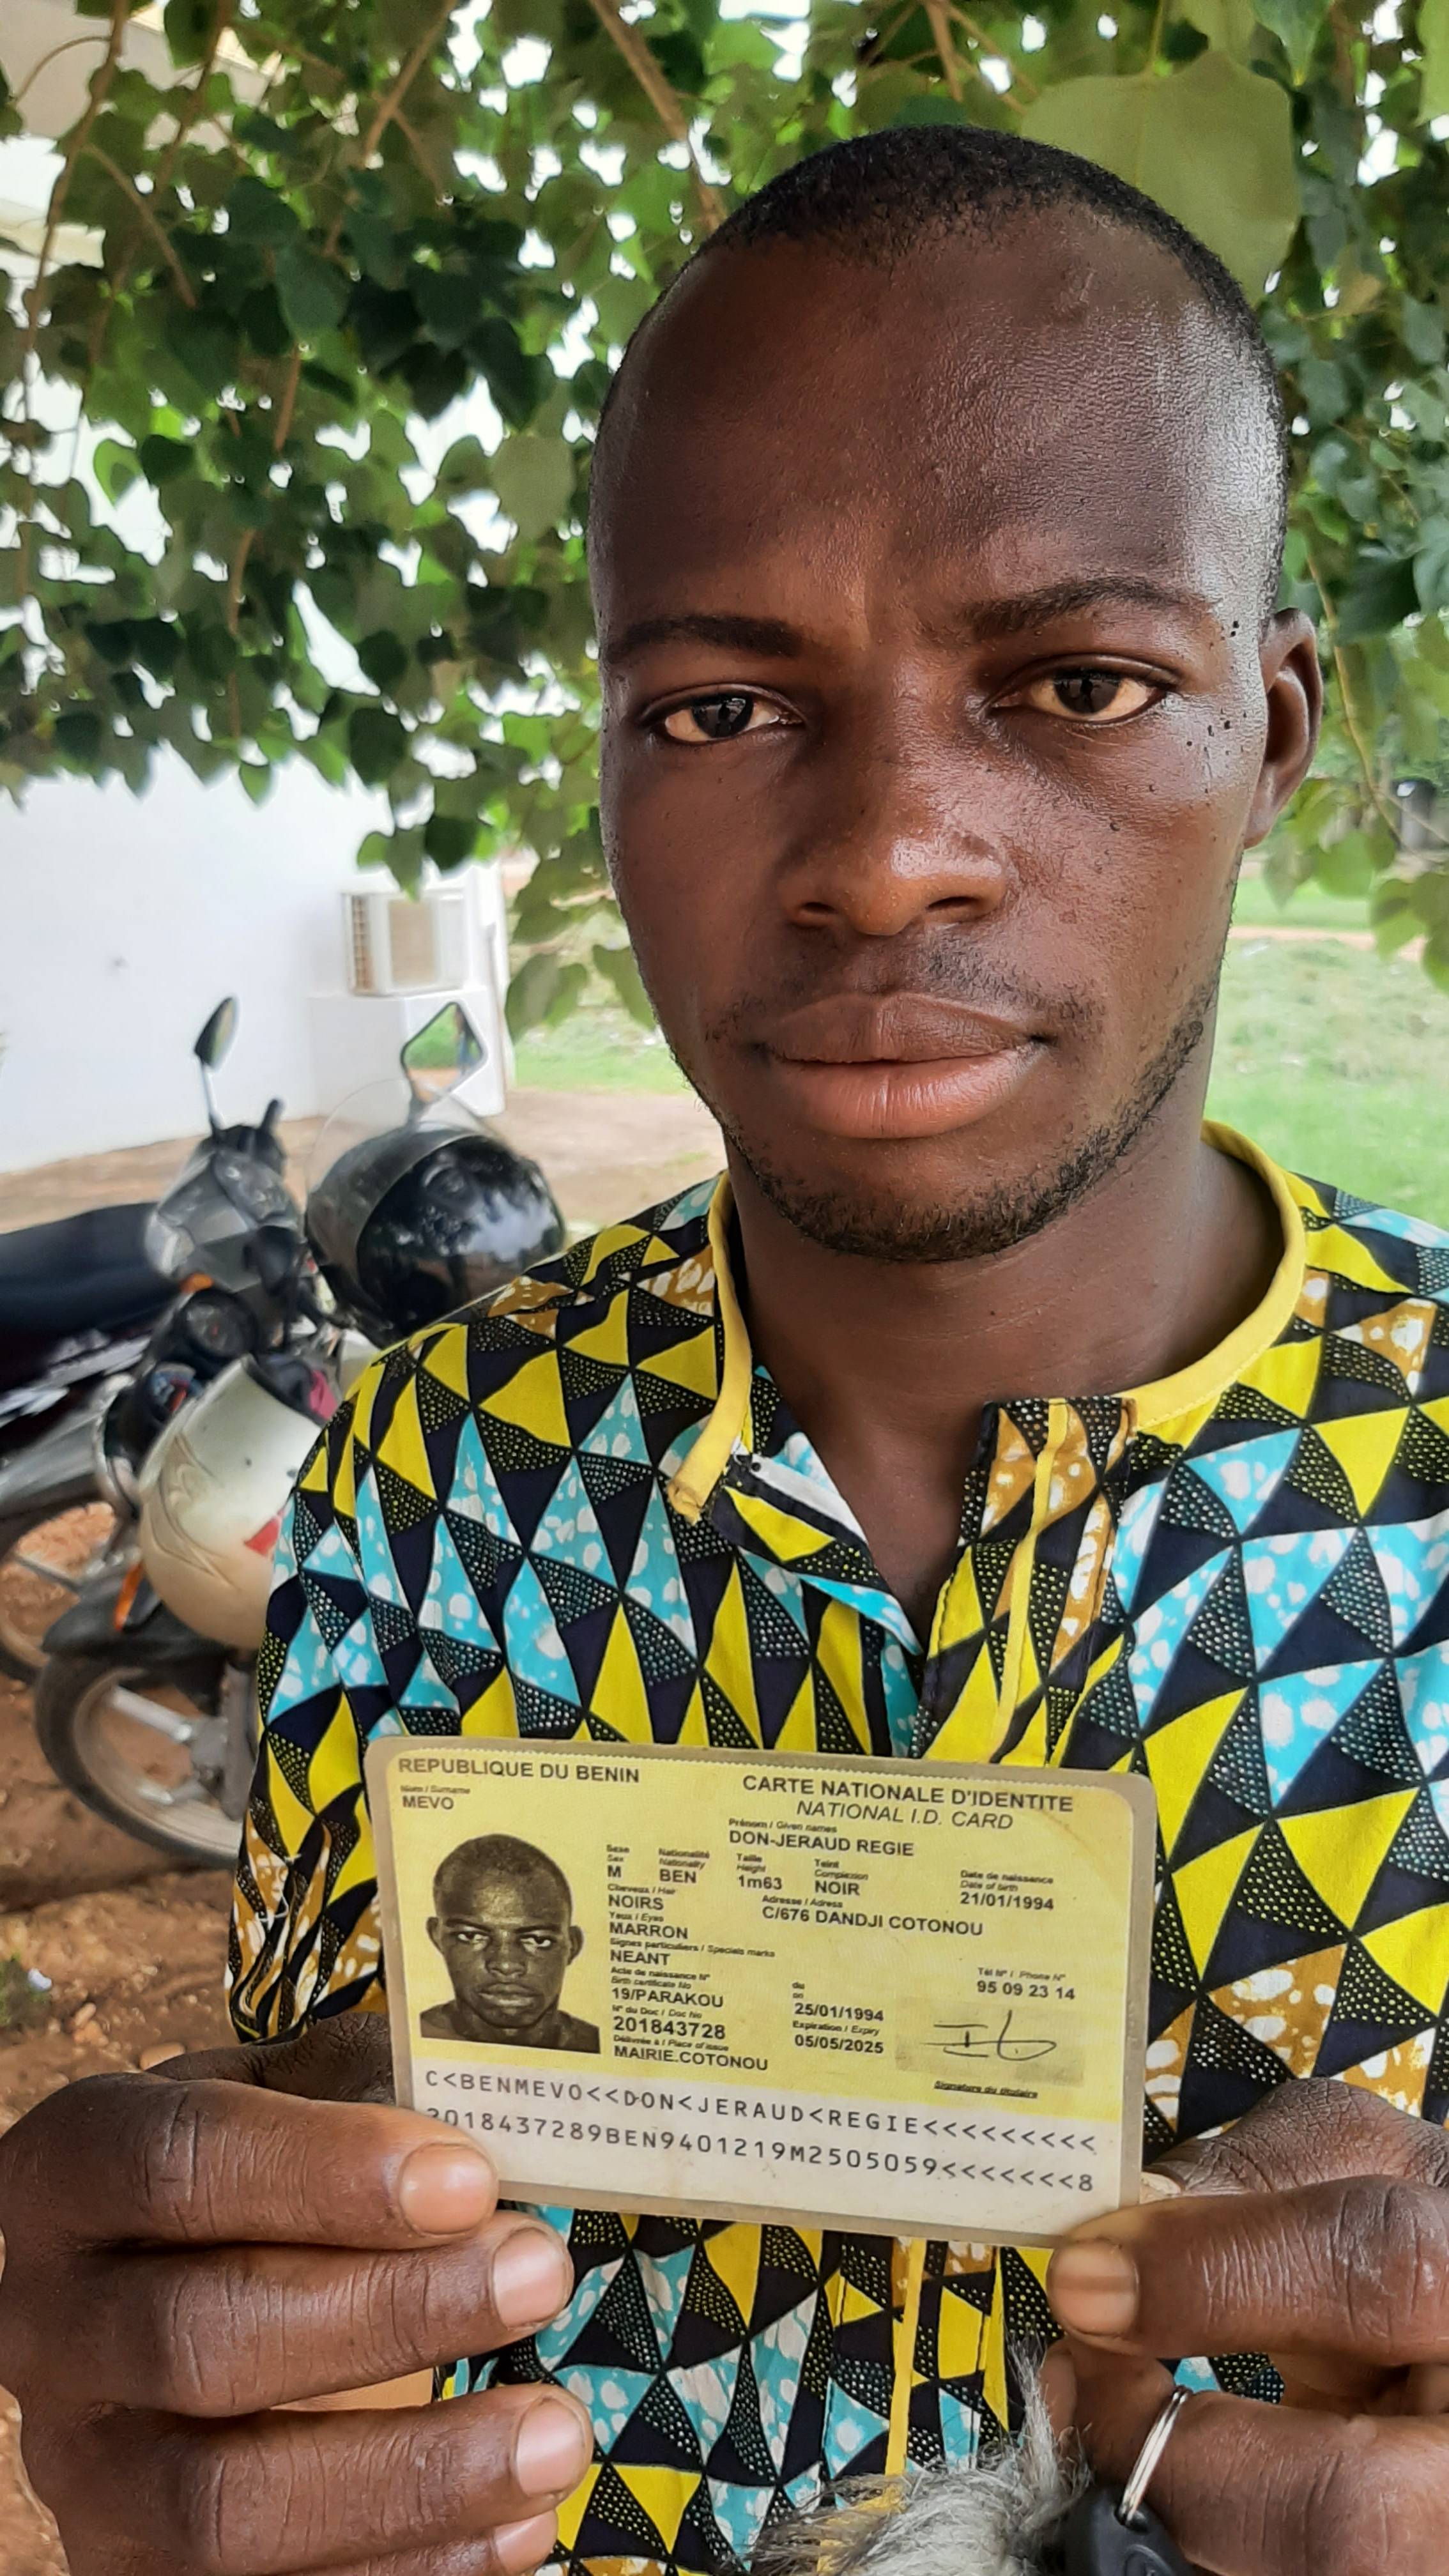 REPUBLIQUE DU BENIN
CARTE NATIONALE D'IDENTITE
NATIONAL I.D. CARD
Nom / Surname
MEVO
Prénom / Given names
DON-JERAUD REGIE
Sexe
Sex
M
Nationalité
Nationality
BEN
Taille
Height
1m63
Teint
Complexion
NOIR
Date de naissance
Date of birth
21/01/1994
Cheveux / Hair
NOIRS
Adresse / Adress
C/676 DANDJI COTONOU
Yeux / Eyes
MARRON
Signes particuliers / Specials marks
NEANT
Acte de naissance N°
Birth certificate No
19/PARAKOU
du
on
25/01/1994
Tél N° / Phone N°
95 09 23 14
N° du Doc / Doc No
201843728
Expiration / Expiry
05/05/2025
Délivrée à / Place of issue
MAIRIE.COTONOU
Signature du titulaire
C<BENMEVO<<DON<JERAUD<REGIE<<<<<<<<<
2018437289BEN9401219M2505059<<<<<<<8